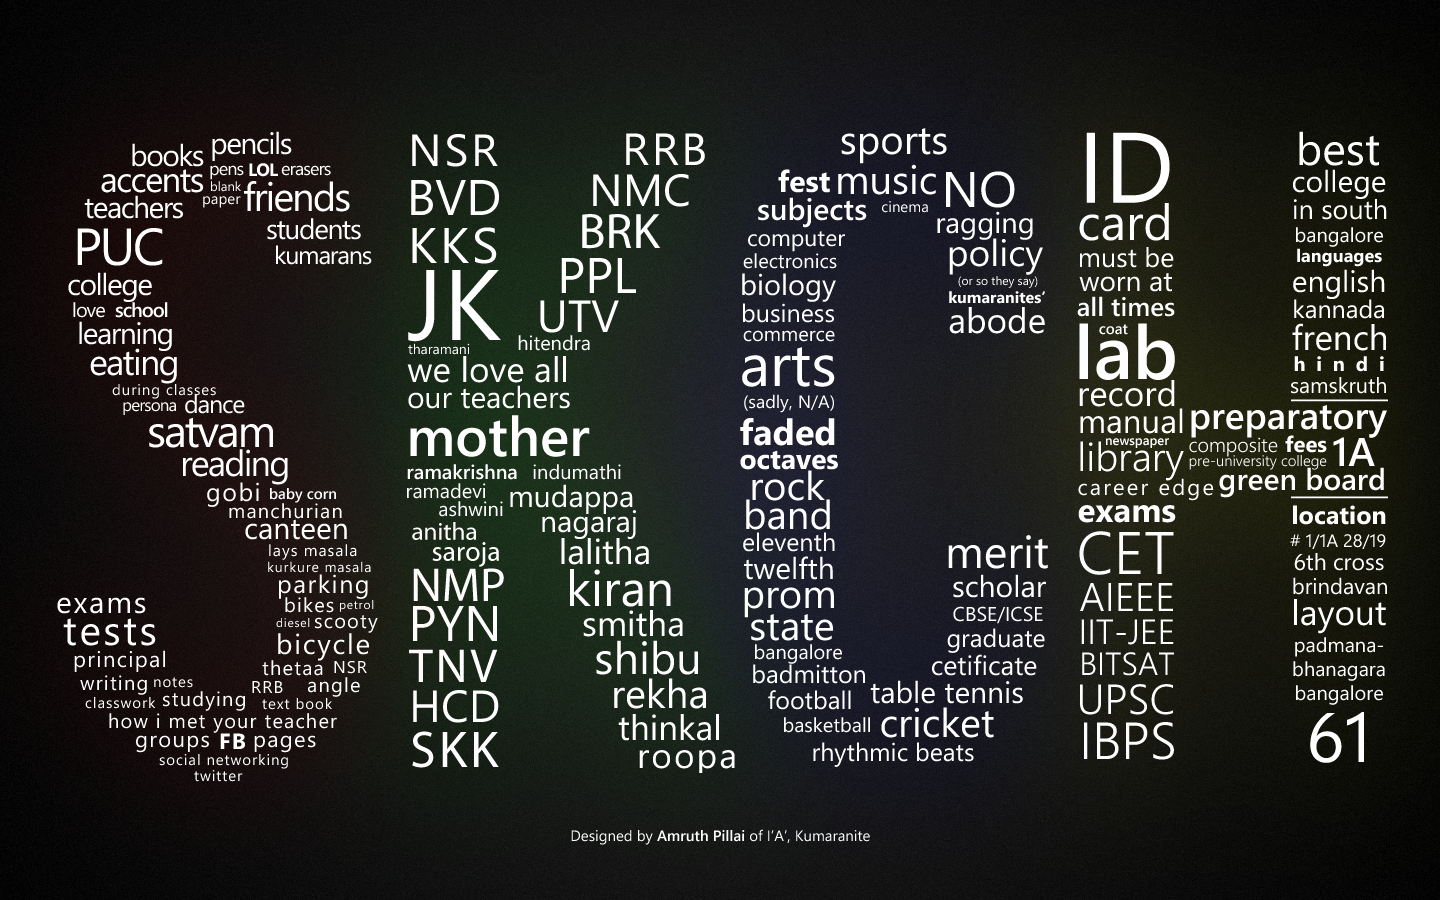 pencils
books
pens LOL erasers
accents
blank
paper
friends
teachers
students
PUC
kumarans
college
love school
learning
eating
during classes
persona dance
satvam
reading
gobi baby corn
manchurian
canteen
lays masala
kurkure masala
parking
bikes petrol
diesel scooty
bicycle
thetaa NSR
RRB angle
text book
exams
tests
principal
writing notes
classwork studying
how i met your teacher
groups FB pages
social networking
twitter
NSR
BVD
KKS
JK
tharamani
RRB
NMC
BRK
PPL
UTV
hitendra
we love all
our teachers
mother
ramakrishna indumathi
ramadevi mudappa
ashwini
nagaraj
anitha
saroja
lalitha
NMP
PYN
TNV
HCD
SKK
kiran
smitha
shibu
rekha
thinkal
roopa
sports
fest music NO
subjects cinema
ragging
policy
(or so they say)
kumaranites'
abode
computer
electronics
biology
business
commerce
arts
(sadly, N/A)
faded
octaves
rock
band
eleventh
twelfth
prom
state
bangalore
badmitton
football
basketball
table tennis
cricket
rhythmic beats
merit
scholar
CBSE/ICSE
graduate
cetificate
ID
card
must be
worn at
all times
coat
lab
record
manual
newspaper
library
career edge
exams
CET
AIEEE
IIT-JEE
BITSAT
UPSC
IBPS
preparatory
composite fees 1A
pre-university college
green board
best
college
in south
bangalore
languages
english
kannada
french
hindi
samskruth
location
# 1/1A 28/19
6th cross
brindavan
layout
padmana-
bhanagara
bangalore
61
Designed by Amruth Pillai of I'A', Kumaranite